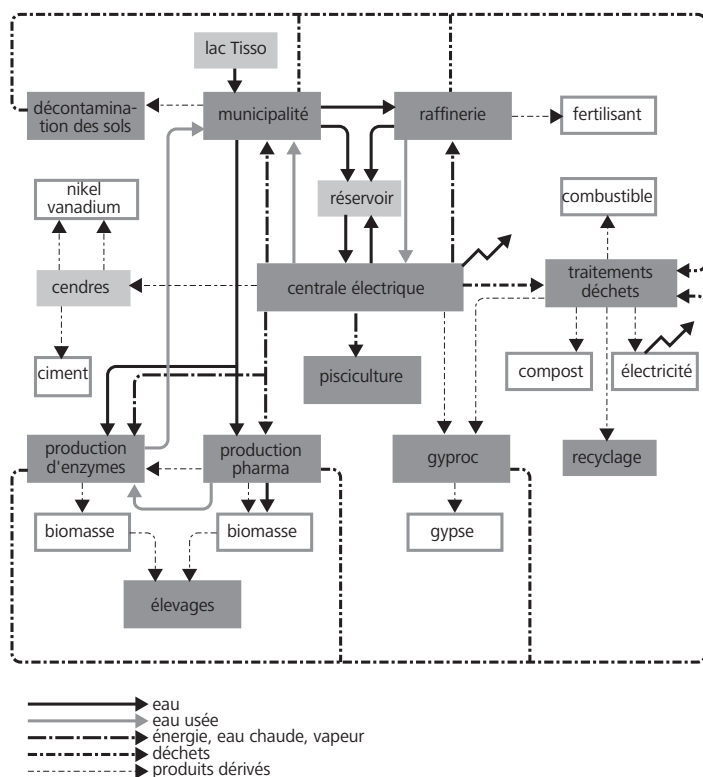 lac Tisso
décontamina-
tion des sols
municipalité
raffinerie
fertilisant
nikel
vanadium
réservoir
combustible
cendres
centrale électrique
traitements
déchets
ciment
pisciculture
compost
électricité
production
d'enzymes
production
pharma
gyproc
recyclage
biomasse
biomasse
gypse
élevages
eau
eau usée
énergie, eau chaude, vapeur
déchets
produits dérivés